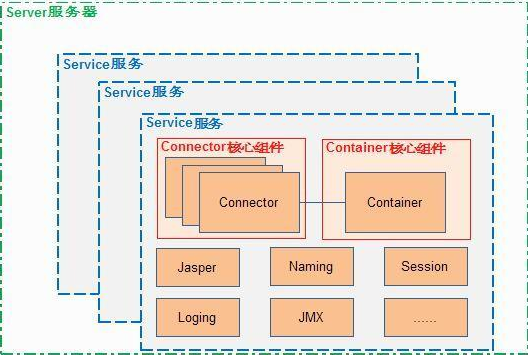 Server服务器
Service服务
Service服务
Service服务
Connector核心组件
Container核心组件
Connector
Container
Jasper
Naming
Session
Loging
JMX
......